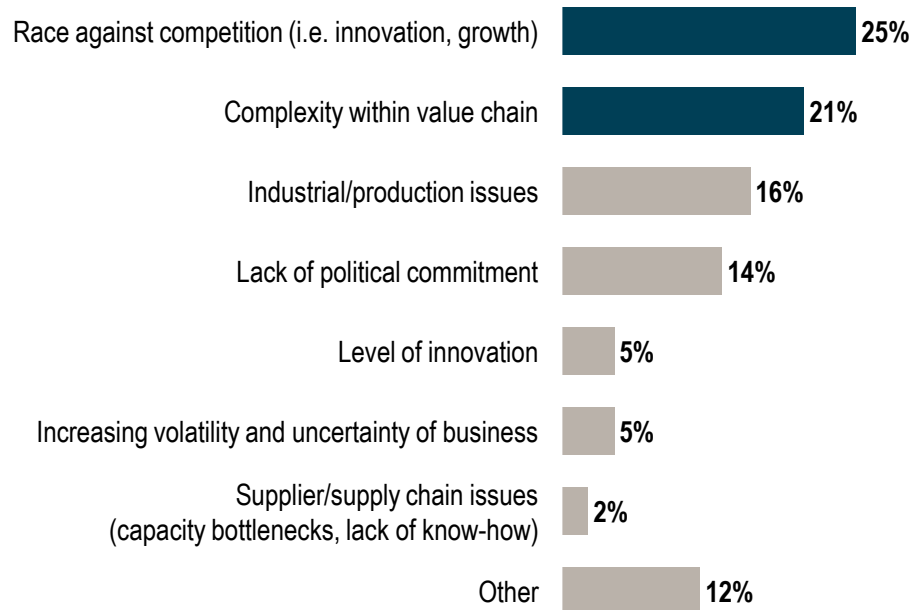 Race against competition (i.e. innovation, growth) 25%
Complexity within value chain 21%
Industrial/production issues 16%
Lack of political commitment 14%
Level of innovation 5%
Increasing volatility and uncertainty of business 5%
Supplier/supply chain issues
(capacity bottlenecks, lack of know-how) 2%
Other 12%